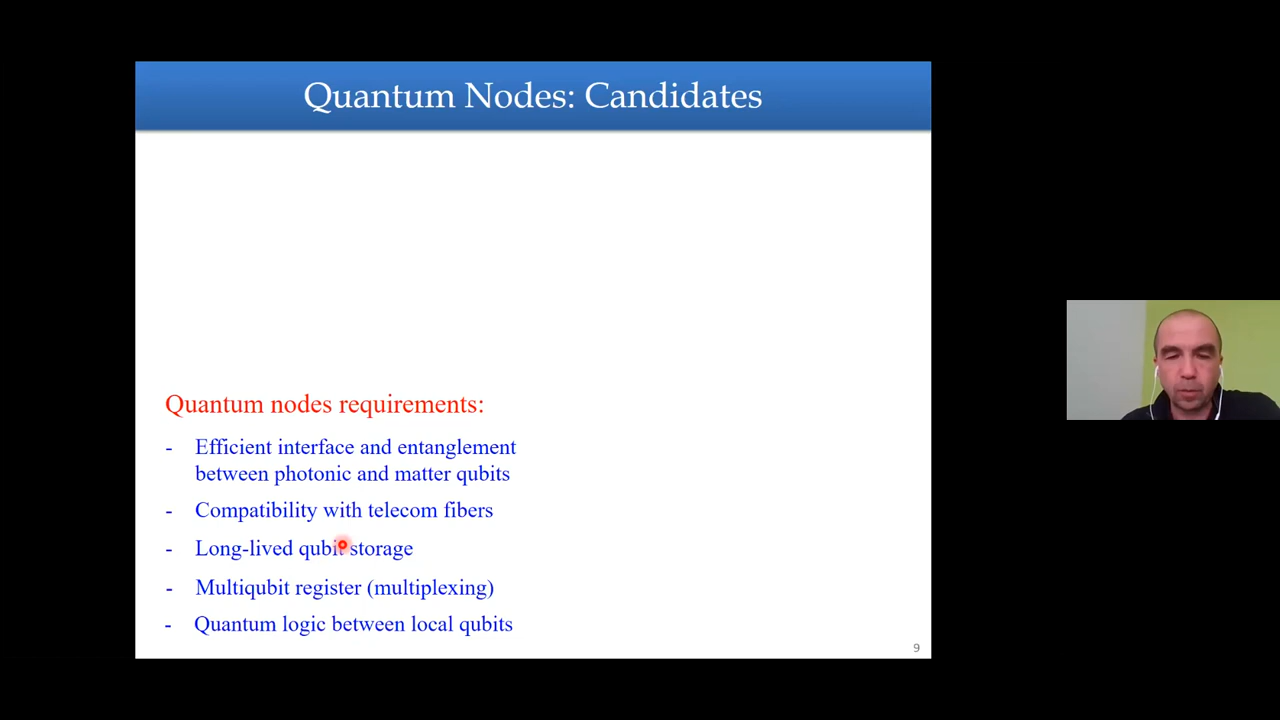 Quantum Nodes: Candidates
Quantum nodes requirements:
- Efficient interface and entanglement
between photonic and matter qubits
- Compatibility with telecom fibers
- Long-lived qubit storage
- Multiqubit register (multiplexing)
- Quantum logic between local qubits
9